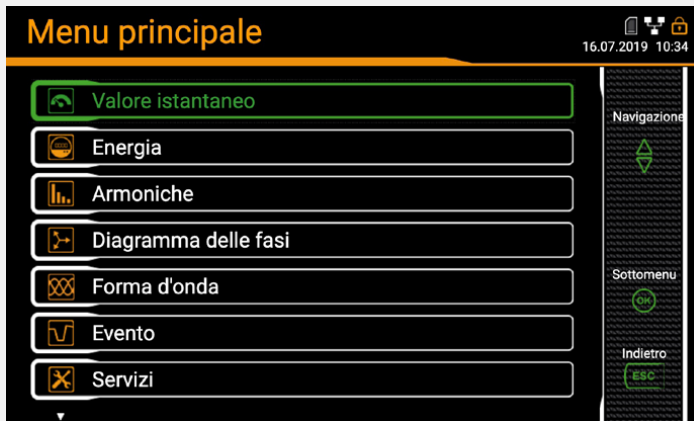 Menu principale
16.07.2019 10:34
Valore istantaneo
Energia
Armoniche
Diagramma delle fasi
Forma d'onda
Evento
Servizi
Navigazione
Sottomenu
OK
Indietro
ESC